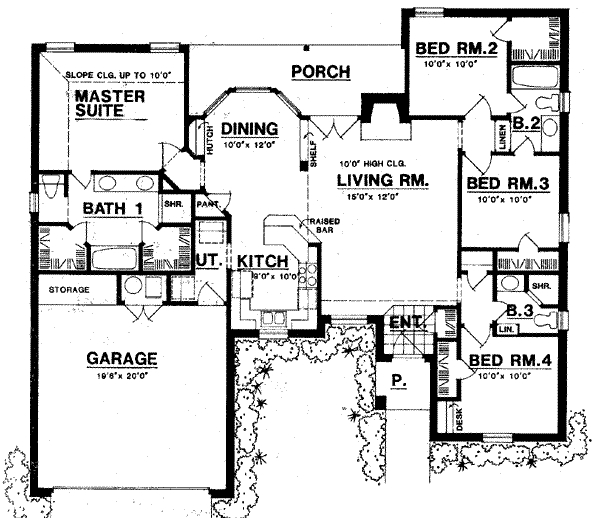 BED RM.2
10'0" x 10'0"
SLOPE CLG. UP TO 10'0"
PORCH
MASTER
SUITE
HUTCH
DINING
10'0" x 12'0"
SHELF
LINEN
B.2
10'0" HIGH CLG.
LIVING RM.
15'0" x 12'0"
BED RM.3
10'0" x 10'0"
BATH 1
SHR.
PANT.
RAISED
BAR
UT.
KITCH
9'0" x 10'0"
STORAGE
SHR.
B.3
ENT.
LIN.
GARAGE
19'6" x 20'0"
BED RM.4
10'0" x 10'0"
P.
DESK